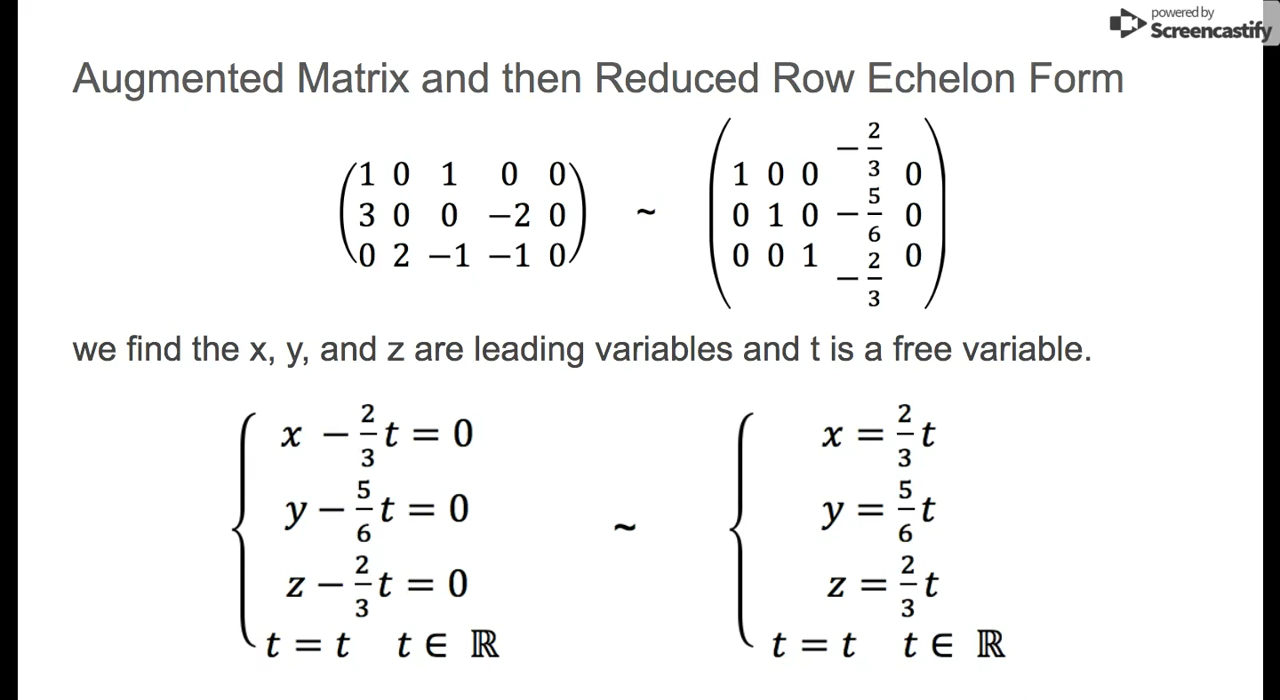 powered by
Screencastify
Augmented Matrix and then Reduced Row Echelon Form
1 0 1 0 0
3 0 0 −2 0
0 2 −1 −1 0
~
1 0 0 −2/3 0
0 1 0 −5/6 0
0 0 1 −2/3 0
we find the x, y, and z are leading variables and t is a free variable.
x − 2/3 t = 0
y − 5/6 t = 0
z − 2/3 t = 0
t = t t ∈ ℝ
~
x = 2/3 t
y = 5/6 t
z = 2/3 t
t = t t ∈ ℝ